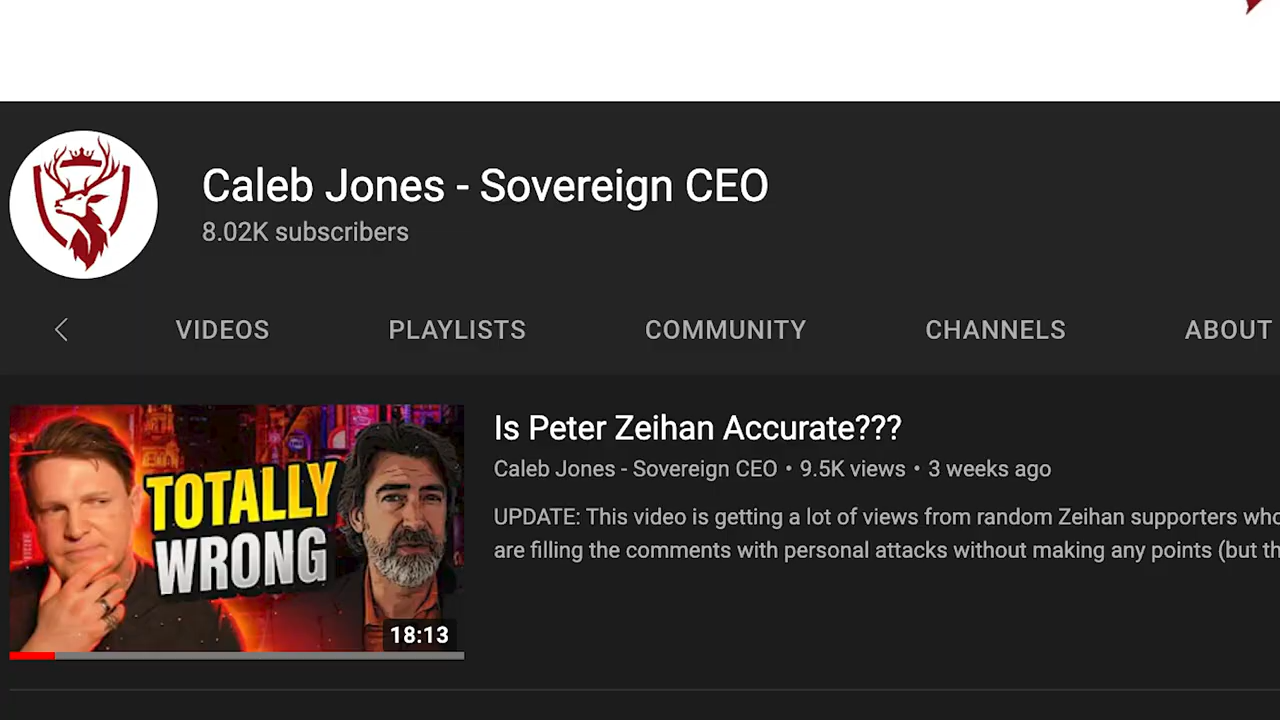 Caleb Jones - Sovereign CEO
8.02K subscribers
VIDEOS PLAYLISTS COMMUNITY CHANNELS ABOUT
TOTALLY
WRONG
18:13
Is Peter Zeihan Accurate???
Caleb Jones - Sovereign CEO • 9.5K views • 3 weeks ago
UPDATE: This video is getting a lot of views from random Zeihan supporters who
are filling the comments with personal attacks without making any points (but th